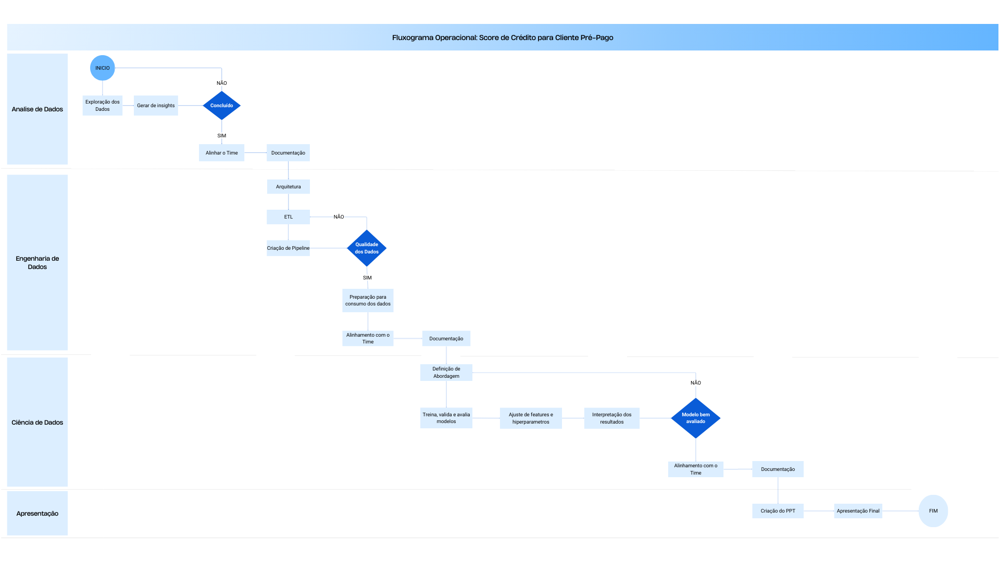 Fluxograma Operacional: Score de Crédito para Cliente Pré-Pago
Analise de Dados
INICIO
NÃO
Exploração dos
Dados
Gerar de insights
Concluído
SIM
Alinhar o Time
Documentação
Engenharia de
Dados
Arquitetura
ETL
NÃO
Criação de Pipeline
Qualidade
dos Dados
SIM
Preparação para
consumo dos dados
Alinhamento com o
Time
Documentação
Ciência de Dados
Definição de
Abordagem
NÃO
Treina, valida e avalia
modelos
Ajuste de features e
hiperparametros
Interpretação dos
resultados
Modelo bem
avaliado
Alinhamento com o
Time
Documentação
Apresentação
Criação do PPT
Apresentação Final
FIM